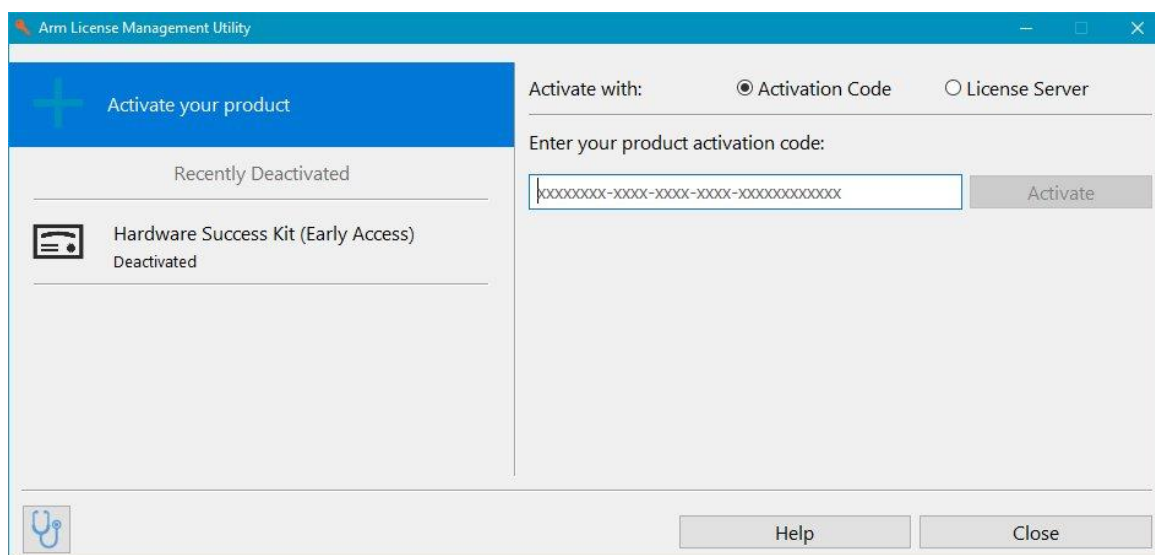 Arm License Management Utility
Activate your product
Recently Deactivated
Hardware Success Kit (Early Access)
Deactivated
Activate with: Activation Code License Server
Enter your product activation code:
xxxxxxxx-xxxx-xxxx-xxxx-xxxxxxxxxxxx Activate
Help Close